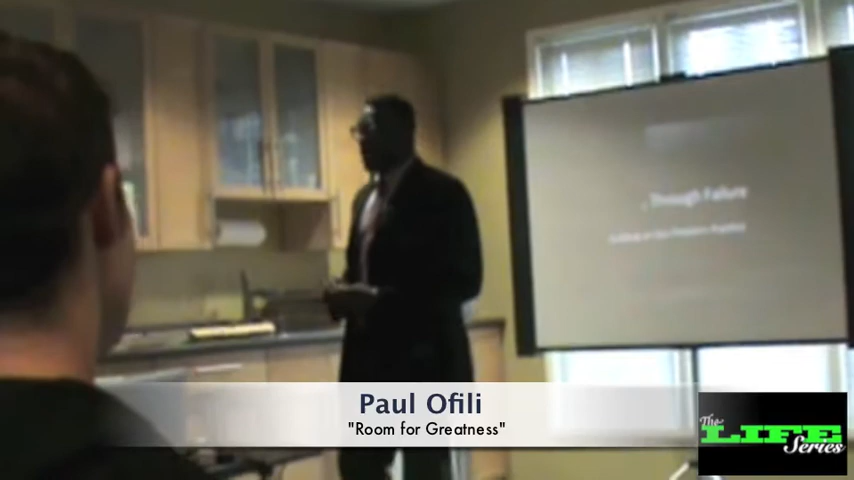 Through Failure
Paul Ofili
"Room for Greatness"
The
LIFE
Series